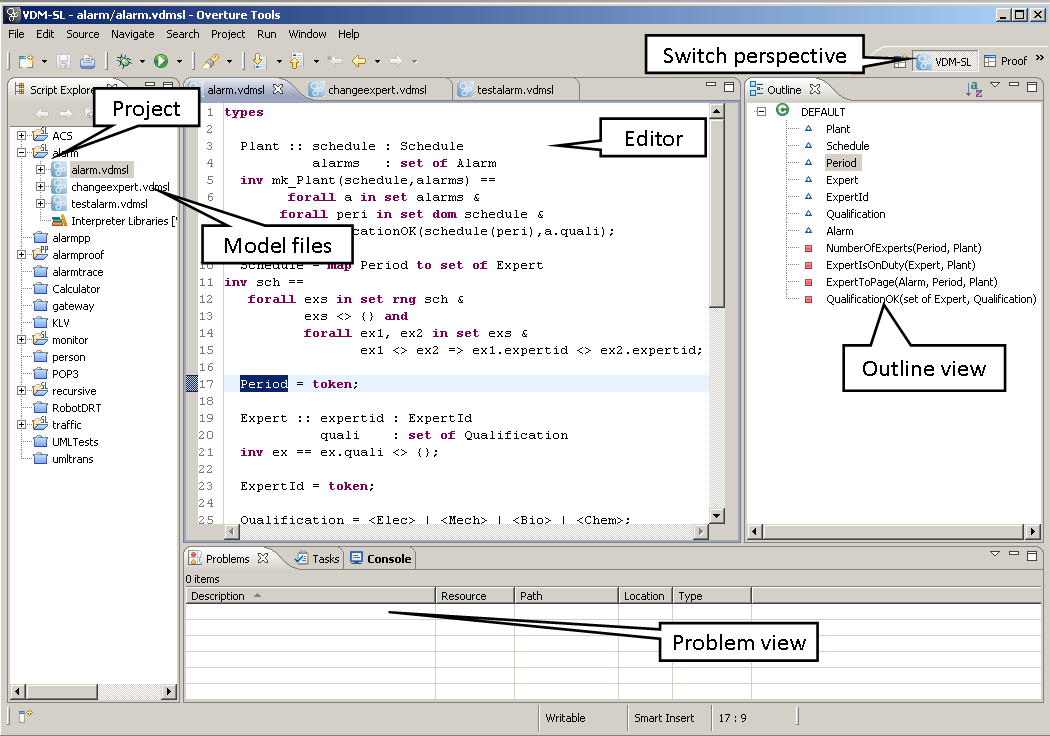 VDM-SL - alarm/alarm.vdmsl - Overture Tools
File Edit Source Navigate Search Project Run Window Help
Switch perspective
VDM-SL Proof »
Script Explore
Project
ACS
alarm
alarm.vdmsl
changeexpert.vdmsl
testalarm.vdmsl
Interpreter Libraries ["
Model files
alarmpp
alarmproof
alarmtrace
Calculator
gateway
KLV
monitor
person
POP3
recursive
RobotDRT
traffic
UMLTests
umltrans
alarm.vdmsl changeexpert.vdmsl testalarm.vdmsl
Editor
1 types
2
3 Plant :: schedule : Schedule
4 alarms : set of Alarm
5 inv mk_Plant(schedule,alarms) ==
6 forall a in set alarms &
7 forall peri in set dom schedule &
cationOK(schedule(peri),a.quali);
10 Schedule = map Period to set of Expert
11 inv sch ==
12 forall exs in set rng sch &
13 exs <> {} and
14 forall ex1, ex2 in set exs &
15 ex1 <> ex2 => ex1.expertid <> ex2.expertid;
16
17 Period = token;
18
19 Expert :: expertid : ExpertId
20 quali : set of Qualification
21 inv ex == ex.quali <> {};
22
23 ExpertId = token;
24
25 Qualification = <Elec> | <Mech> | <Bio> | <Chem>;
Outline
DEFAULT
Plant
Schedule
Period
Expert
ExpertId
Qualification
Alarm
NumberOfExperts(Period, Plant)
ExpertIsOnDuty(Expert, Plant)
ExpertToPage(Alarm, Period, Plant)
QualificationOK(set of Expert, Qualification)
Outline view
Problems Tasks Console
0 items
Description Resource Path Location Type
Problem view
Writable Smart Insert 17 : 9